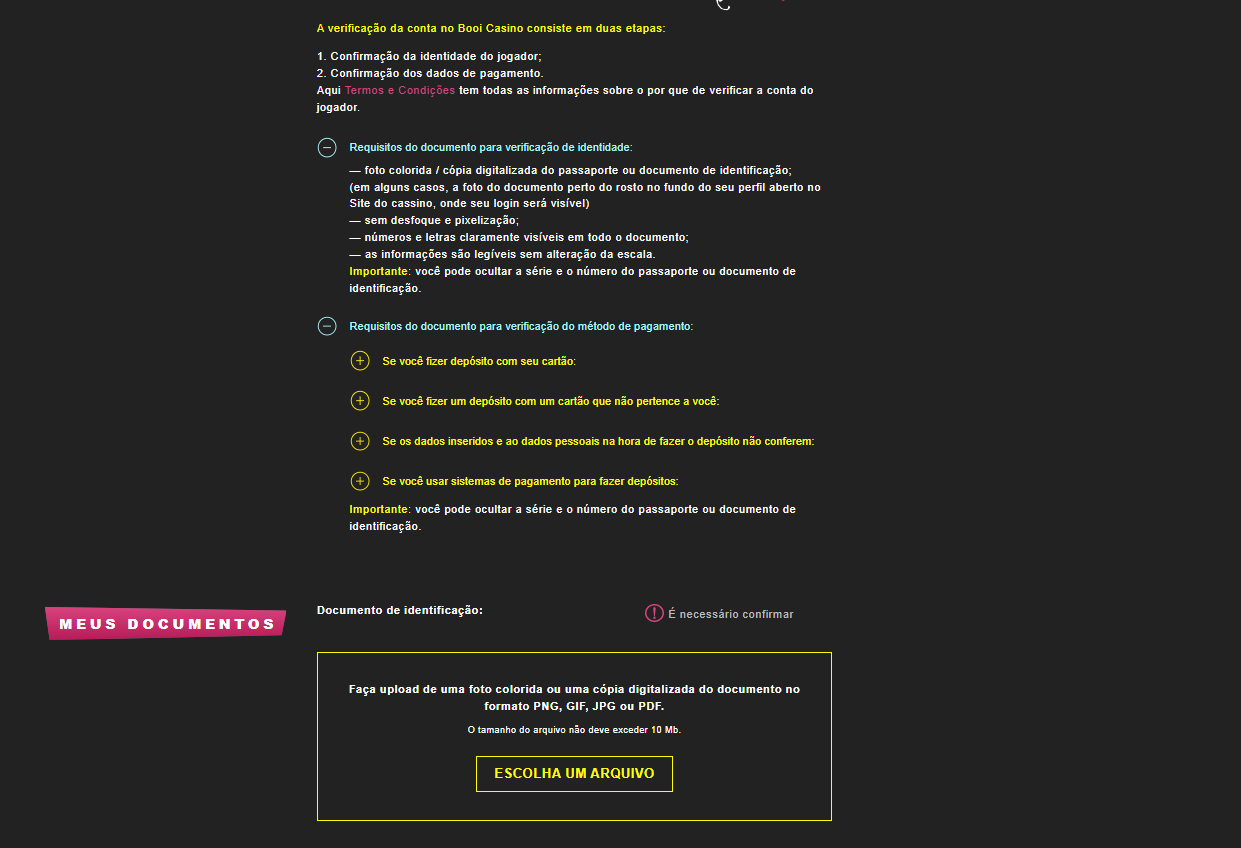 A verificação da conta no Booi Casino consiste em duas etapas:
1. Confirmação da identidade do jogador;
2. Confirmação dos dados de pagamento.
Aqui Termos e Condições tem todas as informações sobre o por que de verificar a conta do
jogador.
Requisitos do documento para verificação de identidade:
— foto colorida / cópia digitalizada do passaporte ou documento de identificação;
(em alguns casos, a foto do documento perto do rosto no fundo do seu perfil aberto no
Site do cassino, onde seu login será visível)
— sem desfoque e pixelização;
— números e letras claramente visíveis em todo o documento;
— as informações são legíveis sem alteração da escala.
Importante: você pode ocultar a série e o número do passaporte ou documento de
identificação.
Requisitos do documento para verificação do método de pagamento:
Se você fizer depósito com seu cartão:
Se você fizer um depósito com um cartão que não pertence a você:
Se os dados inseridos e ao dados pessoais na hora de fazer o depósito não conferem:
Se você usar sistemas de pagamento para fazer depósitos:
Importante: você pode ocultar a série e o número do passaporte ou documento de
identificação.
MEUS DOCUMENTOS
Documento de identificação:
É necessário confirmar
Faça upload de uma foto colorida ou uma cópia digitalizada do documento no
formato PNG, GIF, JPG ou PDF.
O tamanho do arquivo não deve exceder 10 Mb.
ESCOLHA UM ARQUIVO